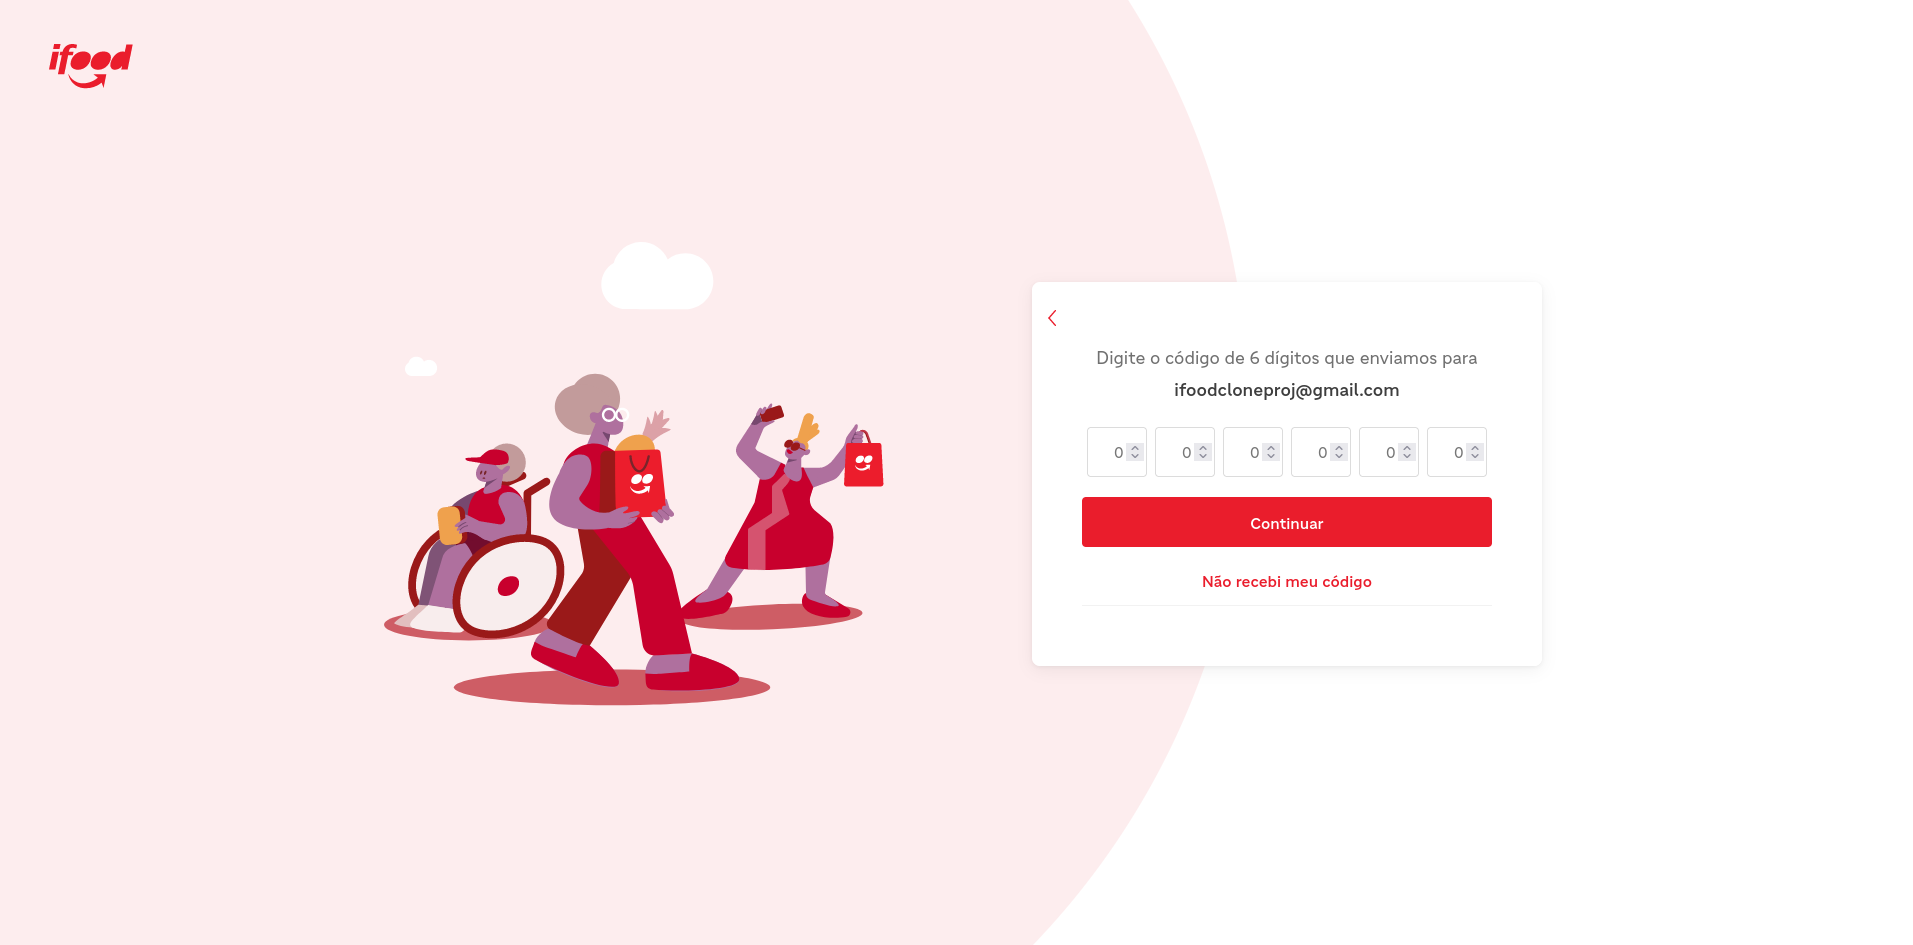 ifood
Digite o código de 6 dígitos que enviamos para
ifoodcloneproj@gmail.com
0 0 0 0 0 0
Continuar
Não recebi meu código